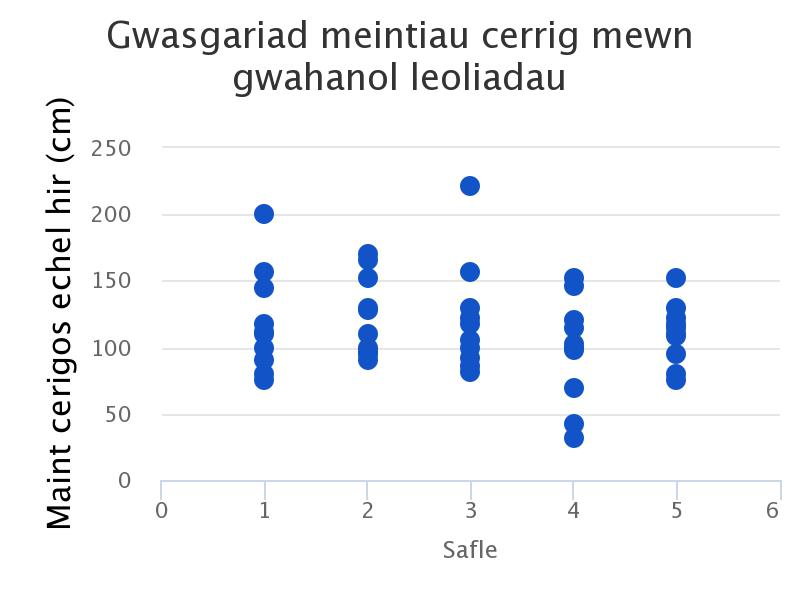 Gwasgariad meintiau cerrig mewn
gwahanol leoliadau
Maint cerigos echel hir (cm)
250
200
150
100
50
0
0 1 2 3 4 5 6
Safle